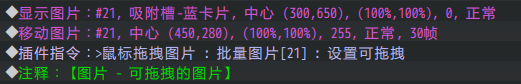 ◆显示图片：#21, 吸附槽-蓝卡片, 中心 (300,650), (100%,100%), 0, 正常
◆移动图片：#21, 中心 (450,280), (100%,100%), 255, 正常, 30帧
◆插件指令：>鼠标拖拽图片 : 批量图片[21] : 设置可拖拽
◆注释：【图片 - 可拖拽的图片】